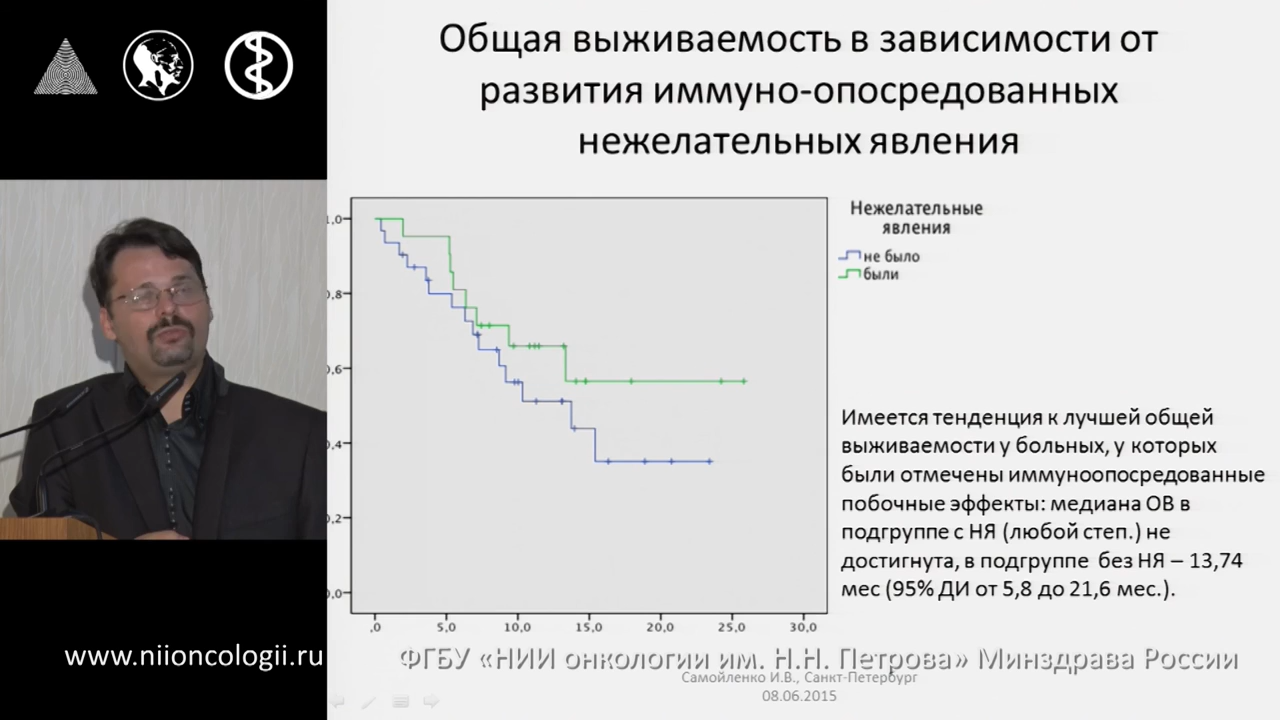 Общая выживаемость в зависимости от
развития иммуно-опосредованных
нежелательных явления
1,0
0,8
0,6
0,4
0,2
0,0
,0 5,0 10,0 15,0 20,0 25,0 30,0
Нежелательные
явления
не было
были
Имеется тенденция к лучшей общей
выживаемости у больных, у которых
были отмечены иммуноопосредованные
побочные эффекты: медиана ОВ в
подгруппе с НЯ (любой степ.) не
достигнута, в подгруппе без НЯ – 13,74
мес (95% ДИ от 5,8 до 21,6 мес.).
www.niioncologii.ru
ФГБУ «НИИ онкологии им. Н.Н. Петрова» Минздрава России
Самойленко И.В., Санкт-Петербург
08.06.2015